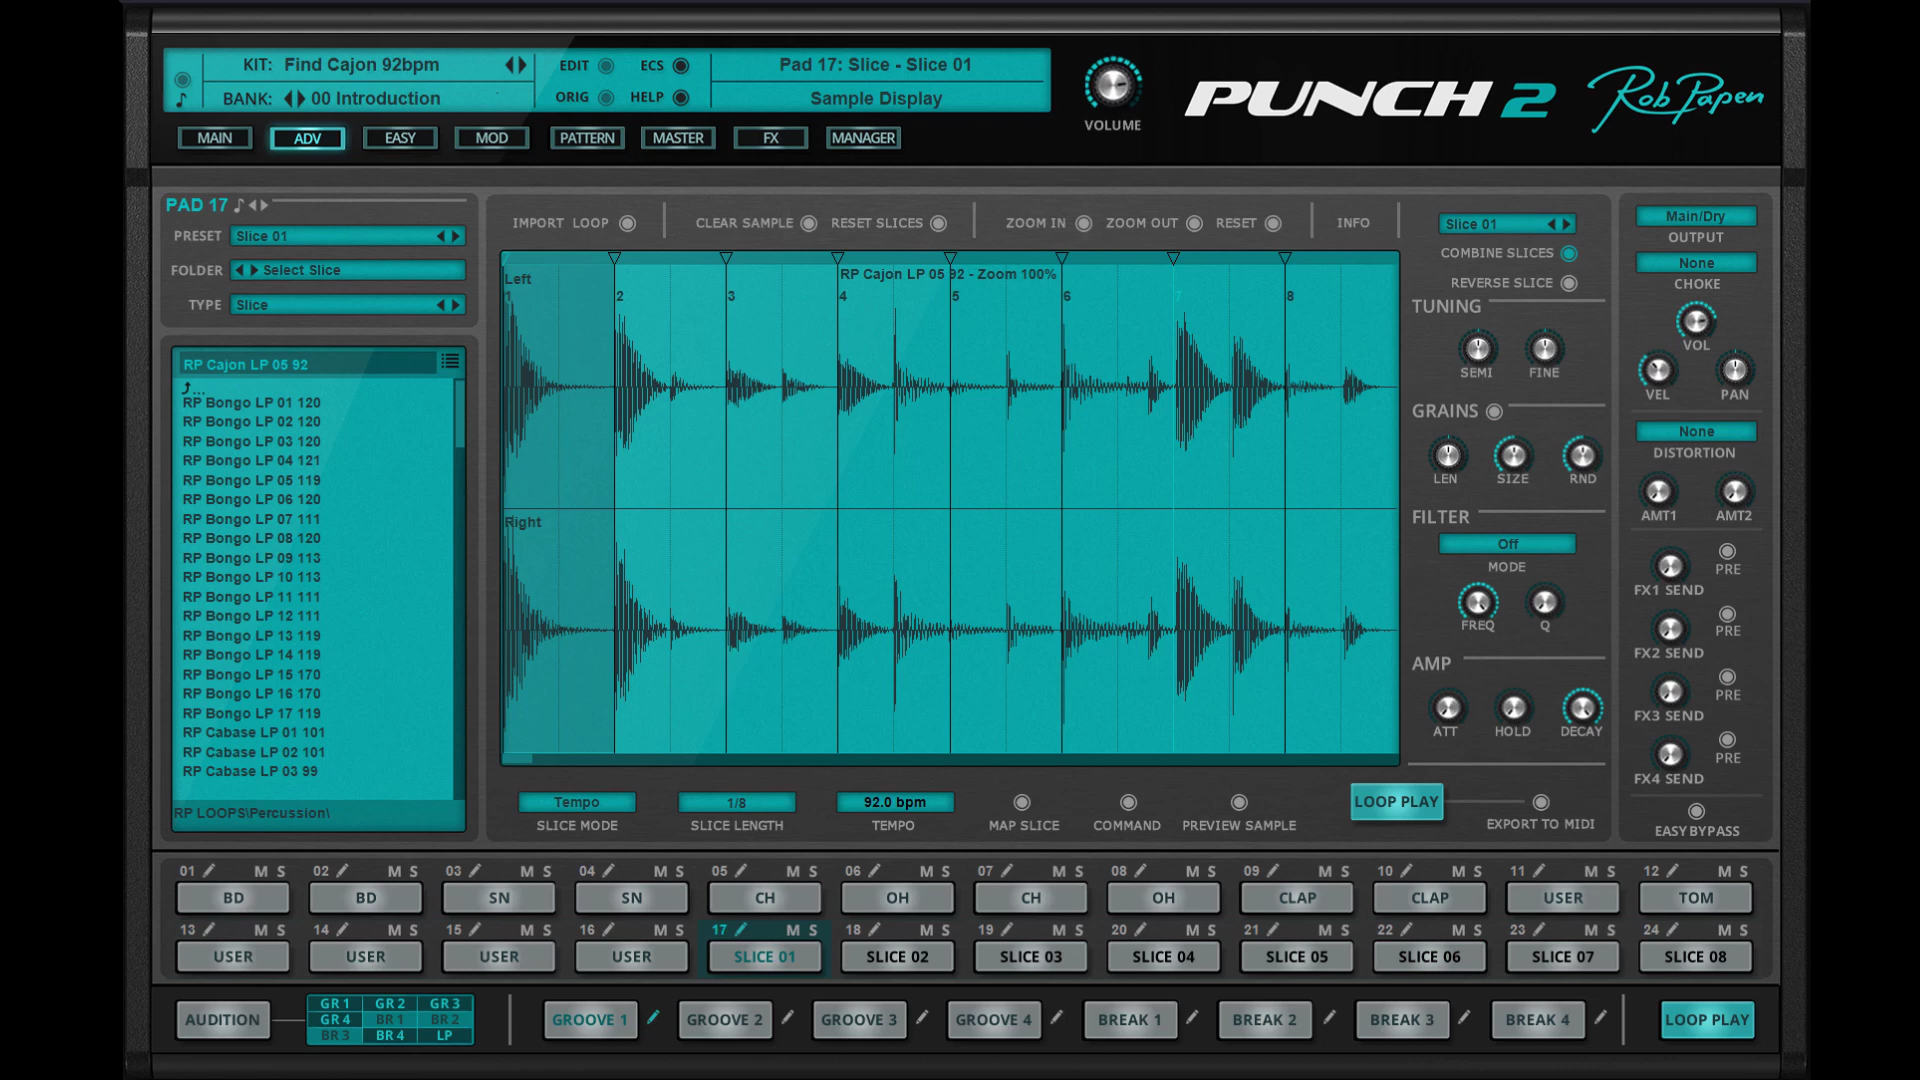 KIT: Find Cajon 92bpm
EDIT ECS
Pad 17: Slice - Slice 01
BANK: 00 Introduction
ORIG HELP
Sample Display
VOLUME
PUNCH 2
Rob Papen
MAIN ADV EASY MOD PATTERN MASTER FX MANAGER
PAD 17
PRESET Slice 01
FOLDER Select Slice
TYPE Slice
RP Cajon LP 05 92
...
RP Bongo LP 01 120
RP Bongo LP 02 120
RP Bongo LP 03 120
RP Bongo LP 04 121
RP Bongo LP 05 119
RP Bongo LP 06 120
RP Bongo LP 07 111
RP Bongo LP 08 120
RP Bongo LP 09 113
RP Bongo LP 10 113
RP Bongo LP 11 111
RP Bongo LP 12 111
RP Bongo LP 13 119
RP Bongo LP 14 119
RP Bongo LP 15 170
RP Bongo LP 16 170
RP Bongo LP 17 119
RP Cabase LP 01 101
RP Cabase LP 02 101
RP Cabase LP 03 99
RP LOOPS\Percussion\
IMPORT LOOP CLEAR SAMPLE RESET SLICES ZOOM IN ZOOM OUT RESET INFO
RP Cajon LP 05 92 - Zoom 100%
Left
1 2 3 4 5 6 7 8
Right
Tempo 1/8 92.0 bpm
SLICE MODE SLICE LENGTH TEMPO MAP SLICE COMMAND PREVIEW SAMPLE
LOOP PLAY
EXPORT TO MIDI
Slice 01
COMBINE SLICES
REVERSE SLICE
TUNING
SEMI FINE
GRAINS
LEN SIZE RND
FILTER
Off
MODE
FREQ Q
AMP
ATT HOLD DECAY
Main/Dry
OUTPUT
None
CHOKE
VOL
VEL PAN
None
DISTORTION
AMT1 AMT2
PRE
FX1 SEND
PRE
FX2 SEND
PRE
FX3 SEND
PRE
FX4 SEND
EASY BYPASS
01 M S 02 M S 03 M S 04 M S 05 M S 06 M S 07 M S 08 M S 09 M S 10 M S 11 M S 12 M S
BD BD SN SN CH OH CH OH CLAP CLAP USER TOM
13 M S 14 M S 15 M S 16 M S 17 M S 18 M S 19 M S 20 M S 21 M S 22 M S 23 M S 24 M S
USER USER USER USER SLICE 01 SLICE 02 SLICE 03 SLICE 04 SLICE 05 SLICE 06 SLICE 07 SLICE 08
AUDITION
GR 1 GR 2 GR 3
GR 4 BR 1 BR 2
BR 3 BR 4 LP
GROOVE 1 GROOVE 2 GROOVE 3 GROOVE 4 BREAK 1 BREAK 2 BREAK 3 BREAK 4 LOOP PLAY